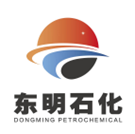 东明石化
DONGMING PETROCHEMICAL